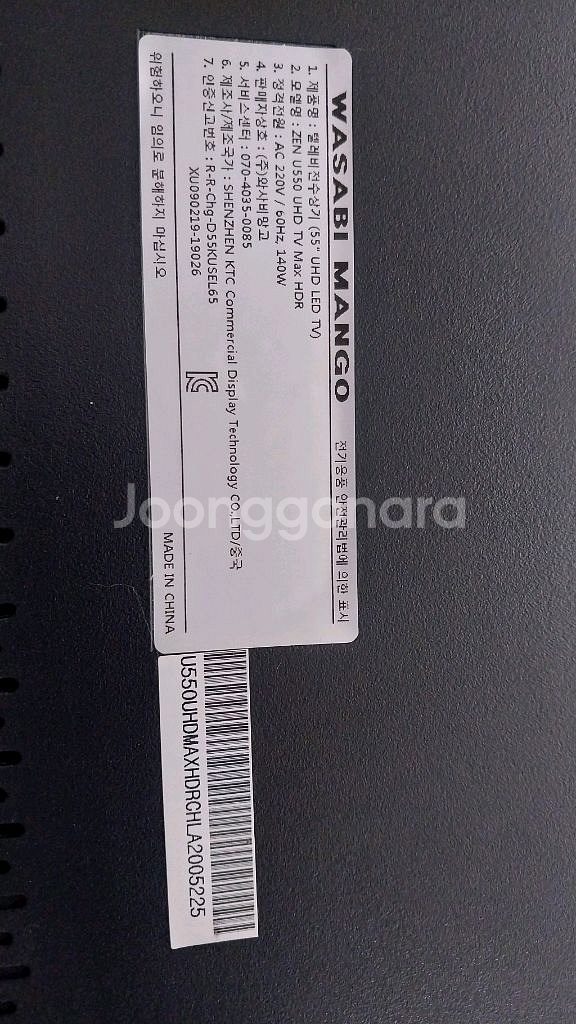 WASABI MANGO 전기용품 안전관리법에 의한 표시
1. 제품명 : 텔레비전수상기 (55" UHD LED TV)
2. 모델명 : ZEN U550 UHD TV Max HDR
3. 정격전원 : AC 220V / 60Hz, 140W
4. 판매자상호 : (주)와사비망고
5. 서비스센터 : 070-4035-0085
6. 제조사/제조국가 : SHENZHEN KTC Commercial Display Technology CO.,LTD/중국
7. 인증신고번호 : R-R-Chg-D55KUSEL65
XU090219-19026
위험하오니 임의로 분해하지 마십시오
MADE IN CHINA
U550UHDMAXHDRCHLA2005225
Joonggonara